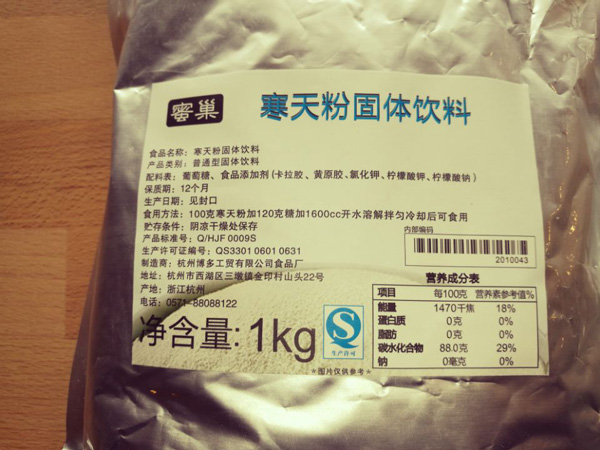 蜜巢
寒天粉固体饮料
食品名称：寒天粉固体饮料
产品类别：普通型固体饮料
配料表：葡萄糖、食品添加剂(卡拉胶、黄原胶、氯化钾、柠檬酸钾、柠檬酸钠)
保质期：12个月
生产日期：见封口
食用方法：100克寒天粉加120克糖加1600cc开水溶解拌匀冷却后可食用
贮存条件：阴凉干燥处保存
产品标准号：Q/HJF 0009S
生产许可证编号：QS3301 0601 0631
制造商：杭州博多工贸有限公司食品厂
地址：杭州市西湖区三墩镇金印村山头22号
产地：浙江杭州
电话：0571-88088122
净含量: 1kg
生产许可
*图片仅供参考*
内部编码
2010043
营养成分表
项目 每100克 营养素参考值%
能量 1470千焦 18%
蛋白质 0克 0%
脂肪 0克 0%
碳水化合物 88.0克 29%
钠 0毫克 0%